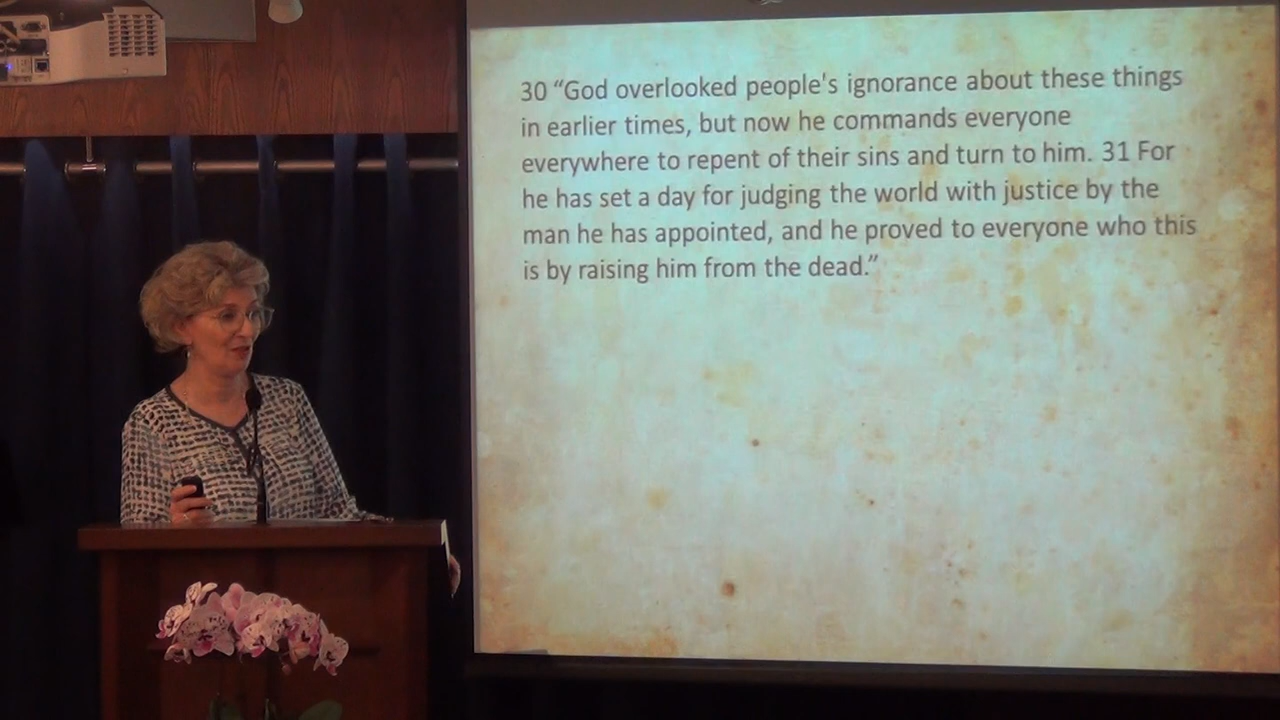 30 “God overlooked people's ignorance about these things
in earlier times, but now he commands everyone
everywhere to repent of their sins and turn to him. 31 For
he has set a day for judging the world with justice by the
man he has appointed, and he proved to everyone who this
is by raising him from the dead.”